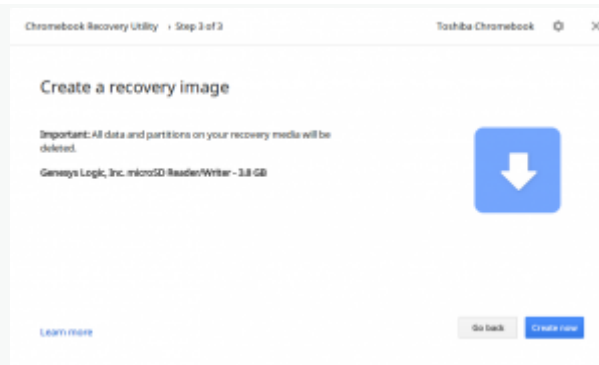 Chromebook Recovery Utility › Step 3 of 3
Toshiba Chromebook
Create a recovery image
Important: All data and partitions on your recovery media will be
deleted.
Genesys Logic, Inc. microSD Reader/Writer - 3.8 GB
Learn more
Go back
Create now